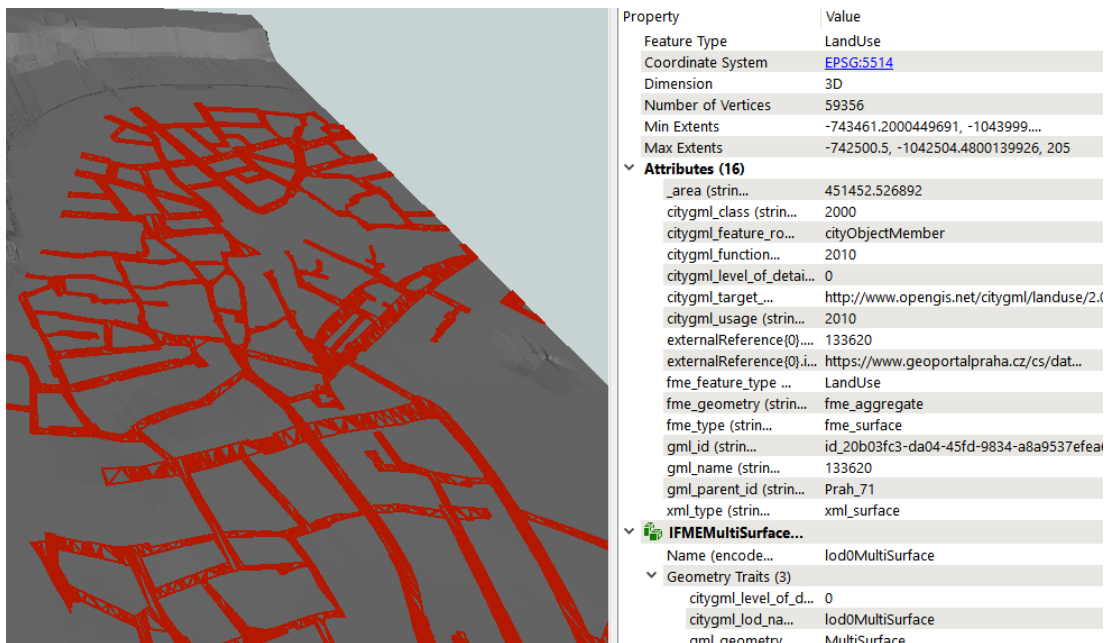 Property Value
Feature Type LandUse
Coordinate System EPSG:5514
Dimension 3D
Number of Vertices 59356
Min Extents -743461.2000449691, -1043999....
Max Extents -742500.5, -1042504.4800139926, 205
Attributes (16)
_area (strin... 451452.526892
citygml_class (strin... 2000
citygml_feature_ro... cityObjectMember
citygml_function... 2010
citygml_level_of_detai... 0
citygml_target_... http://www.opengis.net/citygml/landuse/2.0
citygml_usage (strin... 2010
externalReference{0}.... 133620
externalReference{0}.i... https://www.geoportalpraha.cz/cs/dat...
fme_feature_type ... LandUse
fme_geometry (strin... fme_aggregate
fme_type (strin... fme_surface
gml_id (strin... id_20b03fc3-da04-45fd-9834-a8a9537efea6
gml_name (strin... 133620
gml_parent_id (strin... Prah_71
xml_type (strin... xml_surface
IFMEMultiSurface...
Name (encode... lod0MultiSurface
Geometry Traits (3)
citygml_level_of_d... 0
citygml_lod_na... lod0MultiSurface
gml_geometry... MultiSurface